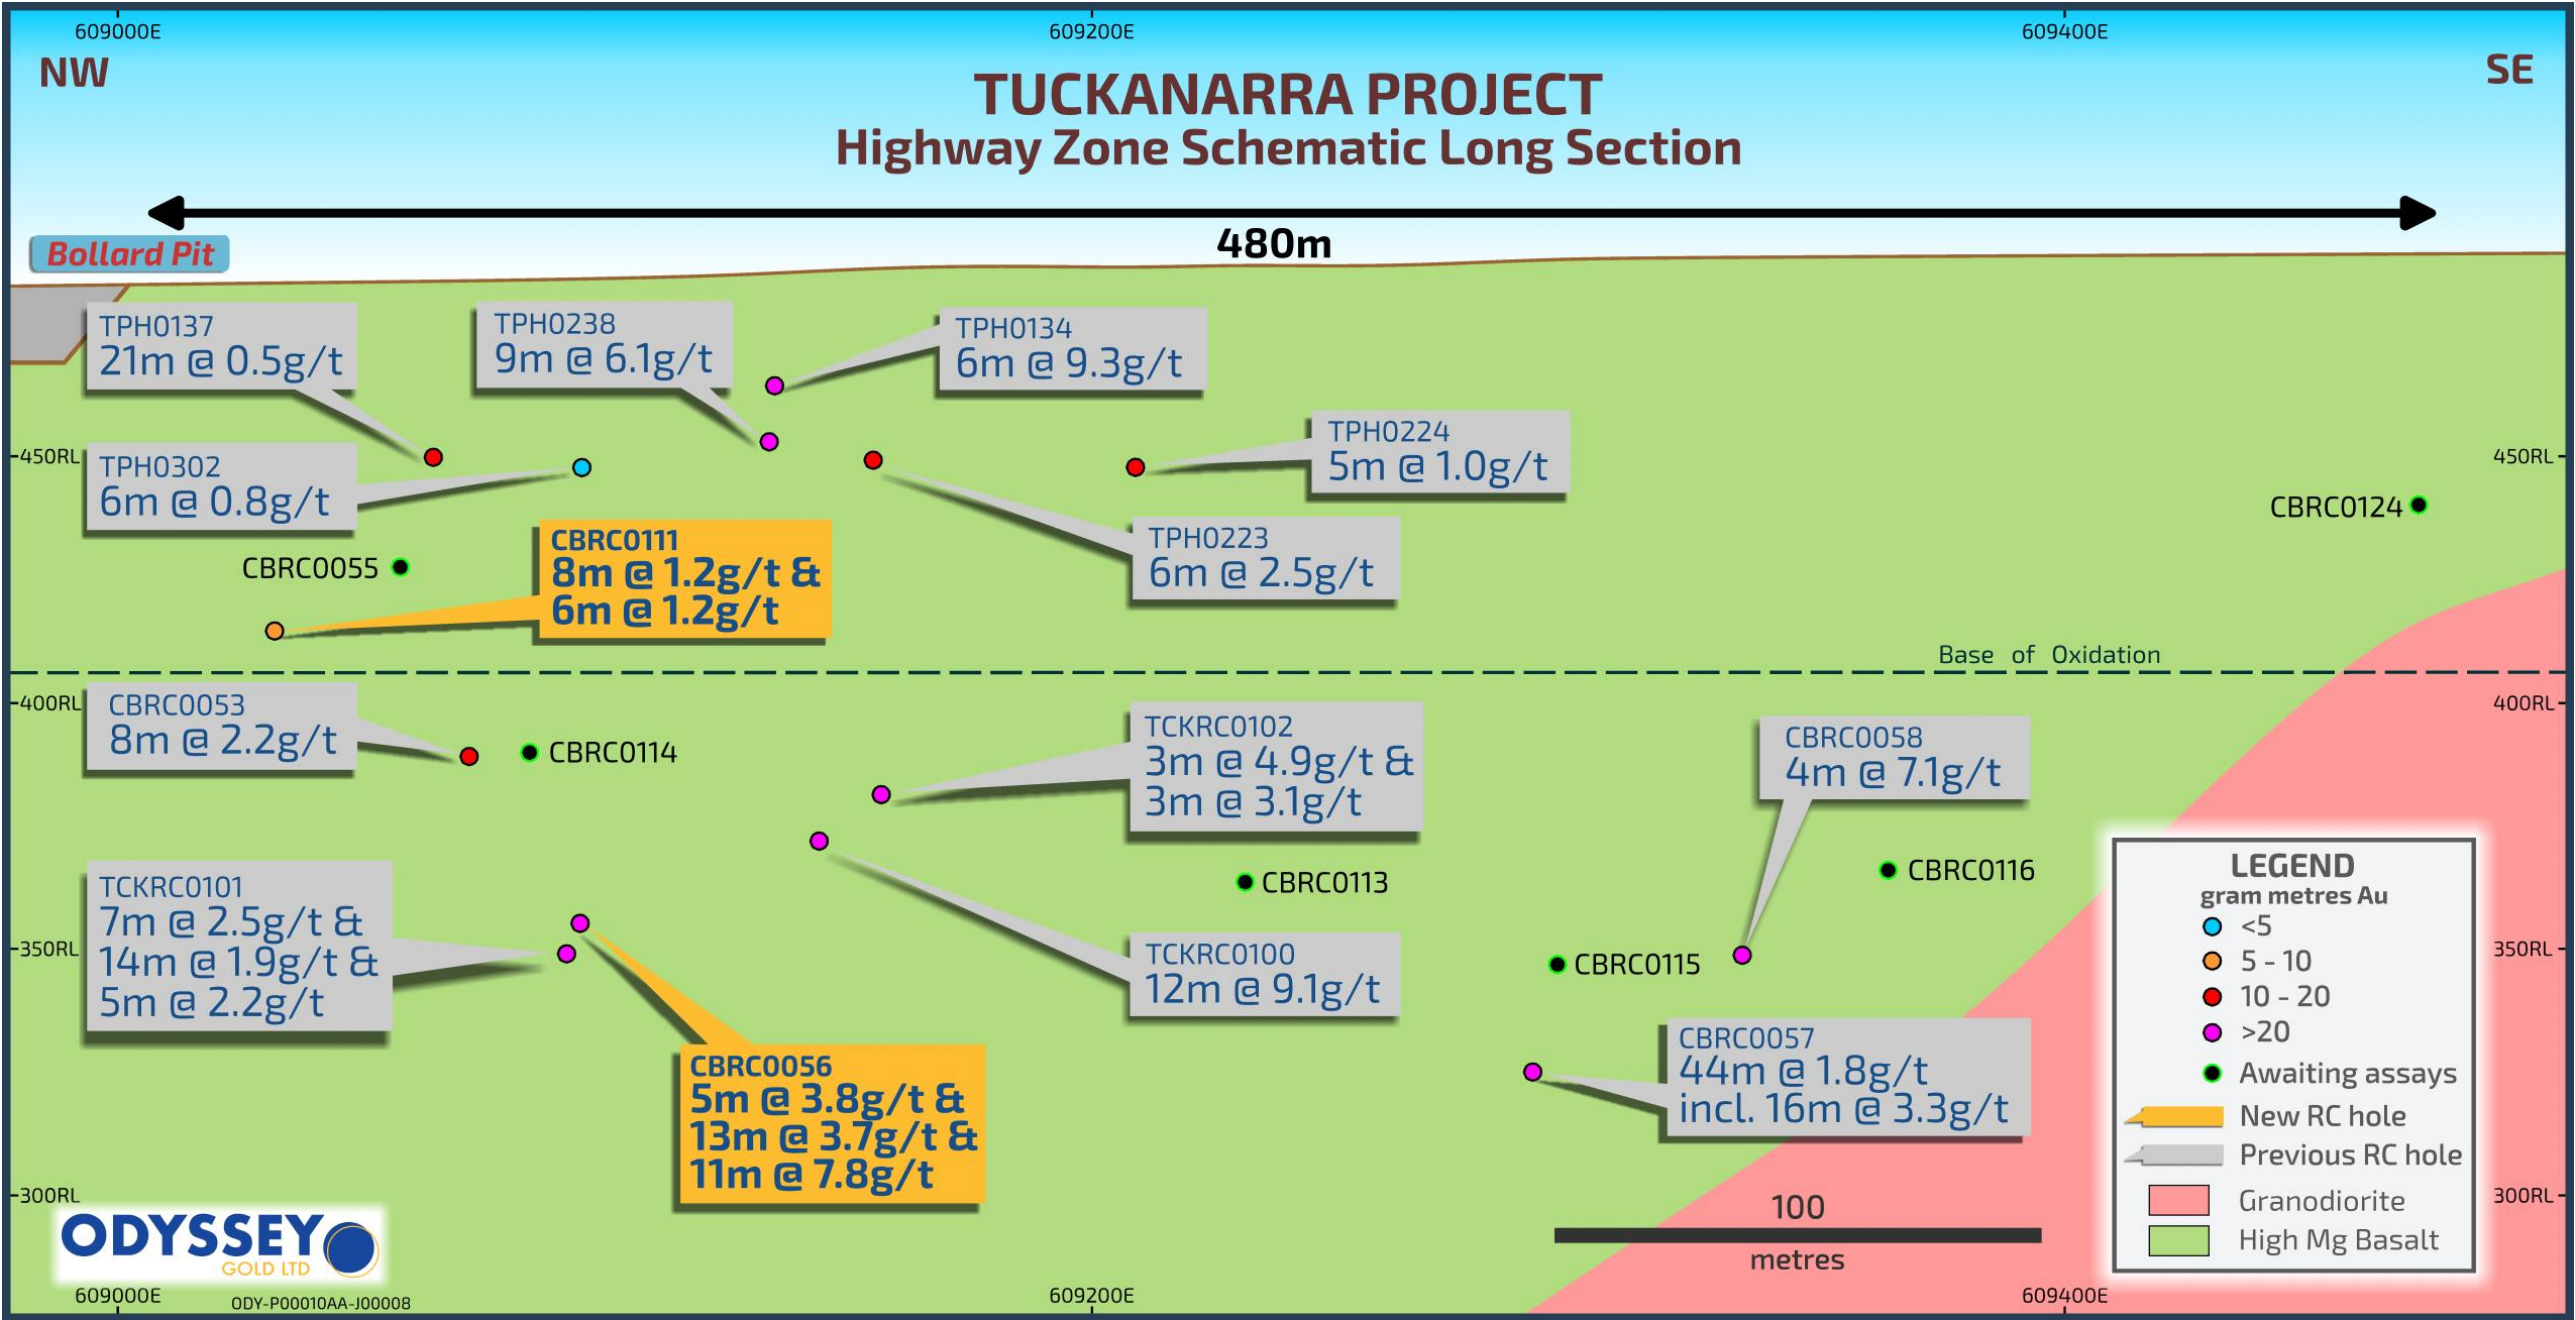 609000E
609200E
609400E
NW
SE
TUCKANARRA PROJECT
Highway Zone Schematic Long Section
480m
Bollard Pit
TPH0137
21m @ 0.5g/t
TPH0238
9m @ 6.1g/t
TPH0134
6m @ 9.3g/t
TPH0224
5m @ 1.0g/t
450RL
450RL
TPH0302
6m @ 0.8g/t
CBRC0124
TPH0223
6m @ 2.5g/t
CBRC0055
CBRC0111
8m @ 1.2g/t &
6m @ 1.2g/t
Base of Oxidation
400RL
400RL
CBRC0053
8m @ 2.2g/t
CBRC0114
TCKRC0102
3m @ 4.9g/t &
3m @ 3.1g/t
CBRC0058
4m @ 7.1g/t
CBRC0113
CBRC0116
TCKRC0101
7m @ 2.5g/t &
14m @ 1.9g/t &
5m @ 2.2g/t
350RL
350RL
TCKRC0100
12m @ 9.1g/t
CBRC0115
CBRC0056
5m @ 3.8g/t &
13m @ 3.7g/t &
11m @ 7.8g/t
CBRC0057
44m @ 1.8g/t
incl. 16m @ 3.3g/t
LEGEND
gram metres Au
<5
5 - 10
10 - 20
>20
Awaiting assays
New RC hole
Previous RC hole
Granodiorite
High Mg Basalt
300RL
300RL
100
metres
ODYSSEY
GOLD LTD
609000E
ODY-P00010AA-J00008
609200E
609400E